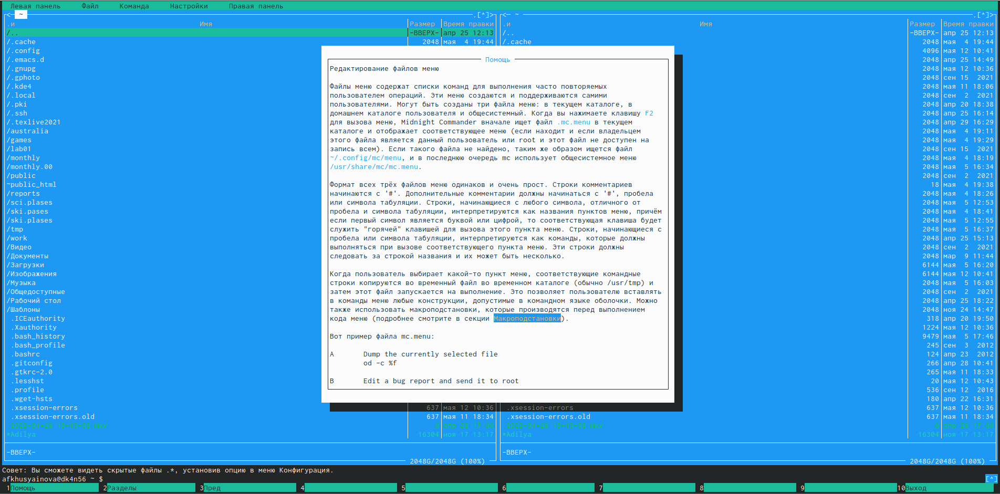 Левая панель Файл Команда Настройки Правая панель
<- ~ .[^]> <- ~ .[^]>
.и Имя Размер Время правки .и Имя Размер Время правки
/.. -ВВЕРХ- апр 25 12:13 /.. -ВВЕРХ- апр 25 12:13
/.cache 2048 мая 4 19:44 /.cache 2048 мая 4 19:44
/.config 4096 мая 12 10:41
/.emacs.d Помощь 2048 апр 25 14:49
/.gnupg Редактирование файлов меню 2048 мая 12 10:36
/.gphoto 2048 сен 15 2021
/.kde4 Файлы меню содержат списки команд для выполнения часто повторяемых 2048 мая 11 18:06
/.local пользователем операций. Эти меню создаются и поддерживаются самими 2048 сен 2 2021
/.pki пользователями. Могут быть созданы три файла меню: в текущем каталоге, в 2048 апр 20 18:38
/.ssh домашнем каталоге пользователя и общесистемный. Когда вы нажимаете клавишу F2 2048 апр 25 16:14
/.texlive2021 для вызова меню, Midnight Commander вначале ищет файл .mc.menu в текущем 2048 апр 29 16:29
/australia каталоге и отображает соответствующее меню (если находит и если владельцем 2048 мая 4 19:11
/games этого файла является данный пользователь или root и этот файл не доступен на 2048 мая 4 19:29
/lab01 запись всем). Если такого файла не найдено, таким же образом ищется файл 2048 сен 15 2021
/monthly ~/.config/mc/menu, и в последнюю очередь mc использует общесистемное меню 2048 мая 4 18:19
/monthly.00 /usr/share/mc/mc.menu. 2048 мая 5 16:34
/public 2048 сен 2 2021
~public_html Формат всех трёх файлов меню одинаков и очень прост. Строки комментариев 18 мая 4 19:38
/reports начинаются с '#'. Дополнительные комментарии должны начинаться с '#', пробела 2048 мая 4 18:26
/sci.plases или символа табуляции. Строки, начинающиеся с любого символа, отличного от 2048 мая 5 12:53
/ski.pases пробела и символа табуляции, интерпретируются как названия пунктов меню, причём 2048 мая 4 18:41
/ski.plases если первый символ является буквой или цифрой, то соответствующая клавиша будет 2048 мая 5 12:55
/tmp служить "горячей" клавишей для вызова этого пункта меню. Строки, начинающиеся с 2048 мая 5 16:37
/work пробела или символа табуляции, интерпретируются как команды, которые должны 2048 апр 25 15:13
/Видео выполняться при вызове соответствующего пункта меню. Эти строки должны 2048 сен 2 2021
/Документы следовать за строкой названия и их может быть несколько. 2048 мар 9 11:44
/Загрузки 6144 мая 5 16:20
/Изображения Когда пользователь выбирает какой-то пункт меню, соответствующие командные 6144 мая 12 10:41
/Музыка строки копируются во временный файл во временном каталоге (обычно /usr/tmp) и 2048 мая 5 16:03
/Общедоступные затем этот файл запускается на выполнение. Это позволяет пользователю вставлять 2048 сен 2 2021
/Рабочий стол в команды меню любые конструкции, допустимые в командном языке оболочки. Можно 2048 апр 25 18:22
/Шаблоны также использовать макроподстановки, которые производятся перед выполнением 2048 ноя 24 14:47
.ICEauthority кода меню (подробнее смотрите в секции Макроподстановки). 318 апр 20 19:50
.Xauthority 1224 мая 12 10:36
.bash_history Вот пример файла mc.menu: 9479 мая 5 17:46
.bash_profile 245 сен 3 2012
.bashrc A Dump the currently selected file 124 апр 23 2012
.gitconfig od -c %f 266 апр 28 10:41
.gtkrc-2.0 265 мая 11 18:33
.lesshst B Edit a bug report and send it to root 20 мая 12 10:43
.profile 536 сен 12 2016
.wget-hsts 180 апр 22 16:31
.xsession-errors 637 мая 12 10:36 .xsession-errors 637 мая 12 10:36
.xsession-errors.old 637 мая 11 18:34 .xsession-errors.old 637 мая 11 18:34
*Adilya 16304 ноя 17 13:17 *Adilya 16304 ноя 17 13:17
-ВВЕРХ- -ВВЕРХ-
2048G/2048G (100%) 2048G/2048G (100%)
Совет: Вы сможете видеть скрытые файлы .*, установив опцию в меню Конфигурация.
afkhusyainova@dk4n56 ~ $ [^]
1Помощь 2Разделы 3Пред 4 5 6 7 8 9 10Выход